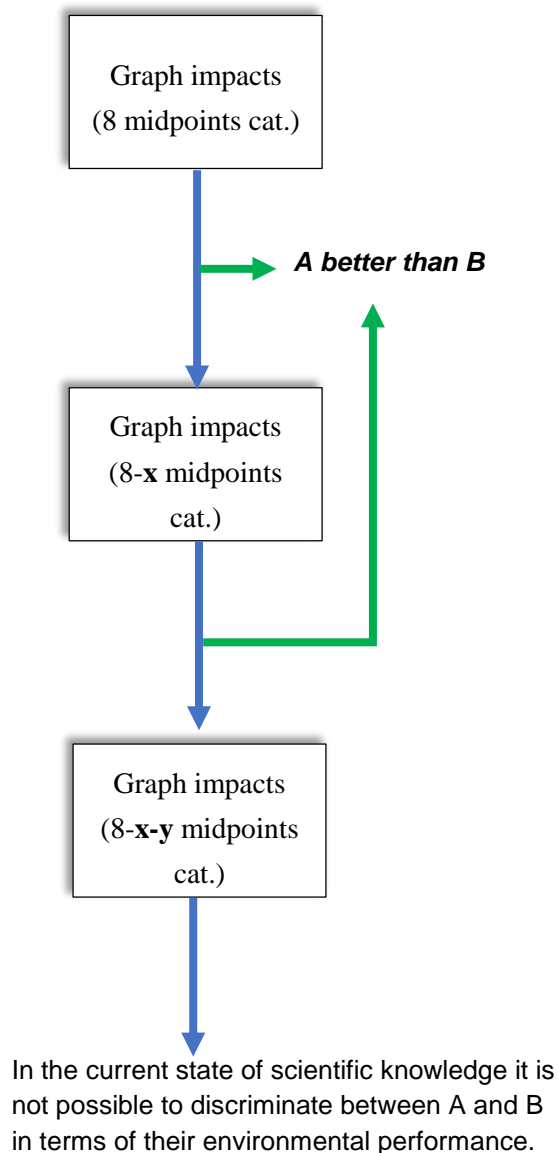 Graph impacts
(8 midpoints cat.)
A better than B
Graph impacts
(8-x midpoints
cat.)
Graph impacts
(8-x-y midpoints
cat.)
In the current state of scientific knowledge it is
not possible to discriminate between A and B
in terms of their environmental performance.